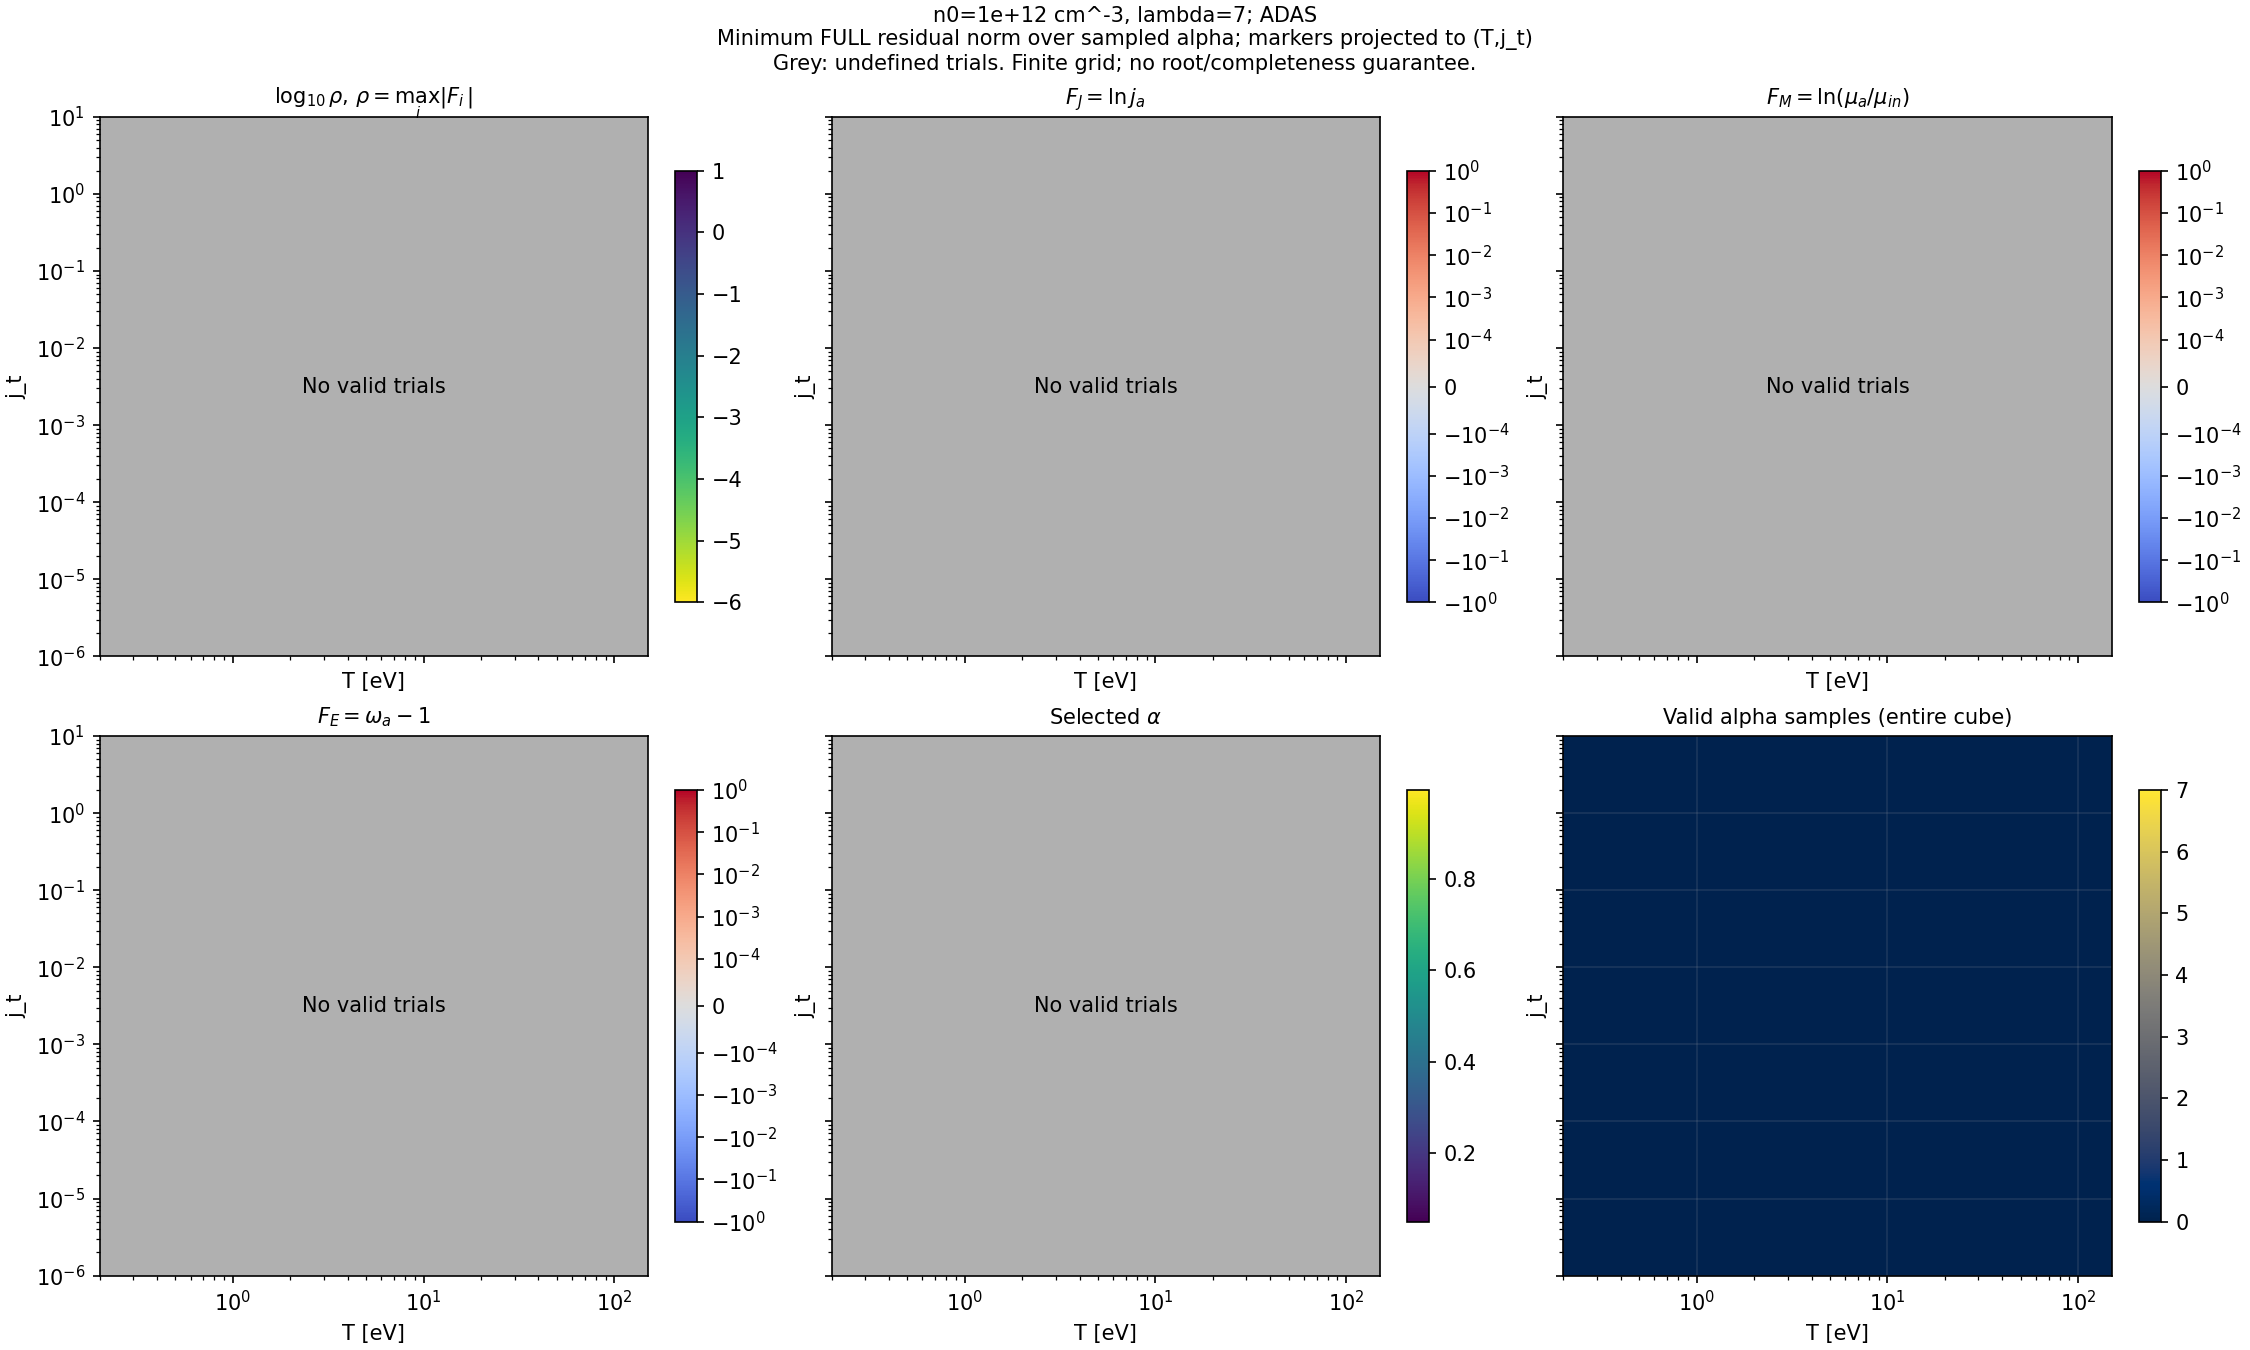 n0=1e+12 cm^-3, lambda=7; ADAS
Minimum FULL residual norm over sampled alpha; markers projected to (T,j_t)
Grey: undefined trials. Finite grid; no root/completeness guarantee.
log₁₀ ρ, ρ = max_i |F_i|
10¹
10⁰
10⁻¹
10⁻²
10⁻³
10⁻⁴
10⁻⁵
10⁻⁶
j_t
No valid trials
T [eV]
1
0
−1
−2
−3
−4
−5
−6
F_J = ln j_a
j_t
No valid trials
T [eV]
10⁰
10⁻¹
10⁻²
10⁻³
10⁻⁴
0
−10⁻⁴
−10⁻³
−10⁻²
−10⁻¹
−10⁰
F_M = ln(μ_a/μ_in)
j_t
No valid trials
T [eV]
10⁰
10⁻¹
10⁻²
10⁻³
10⁻⁴
0
−10⁻⁴
−10⁻³
−10⁻²
−10⁻¹
−10⁰
F_E = ω_a − 1
10¹
10⁰
10⁻¹
10⁻²
10⁻³
10⁻⁴
10⁻⁵
10⁻⁶
j_t
No valid trials
10⁰ 10¹ 10²
T [eV]
10⁰
10⁻¹
10⁻²
10⁻³
10⁻⁴
0
−10⁻⁴
−10⁻³
−10⁻²
−10⁻¹
−10⁰
Selected α
j_t
No valid trials
10⁰ 10¹ 10²
T [eV]
0.8
0.6
0.4
0.2
Valid alpha samples (entire cube)
j_t
10⁰ 10¹ 10²
T [eV]
7
6
5
4
3
2
1
0